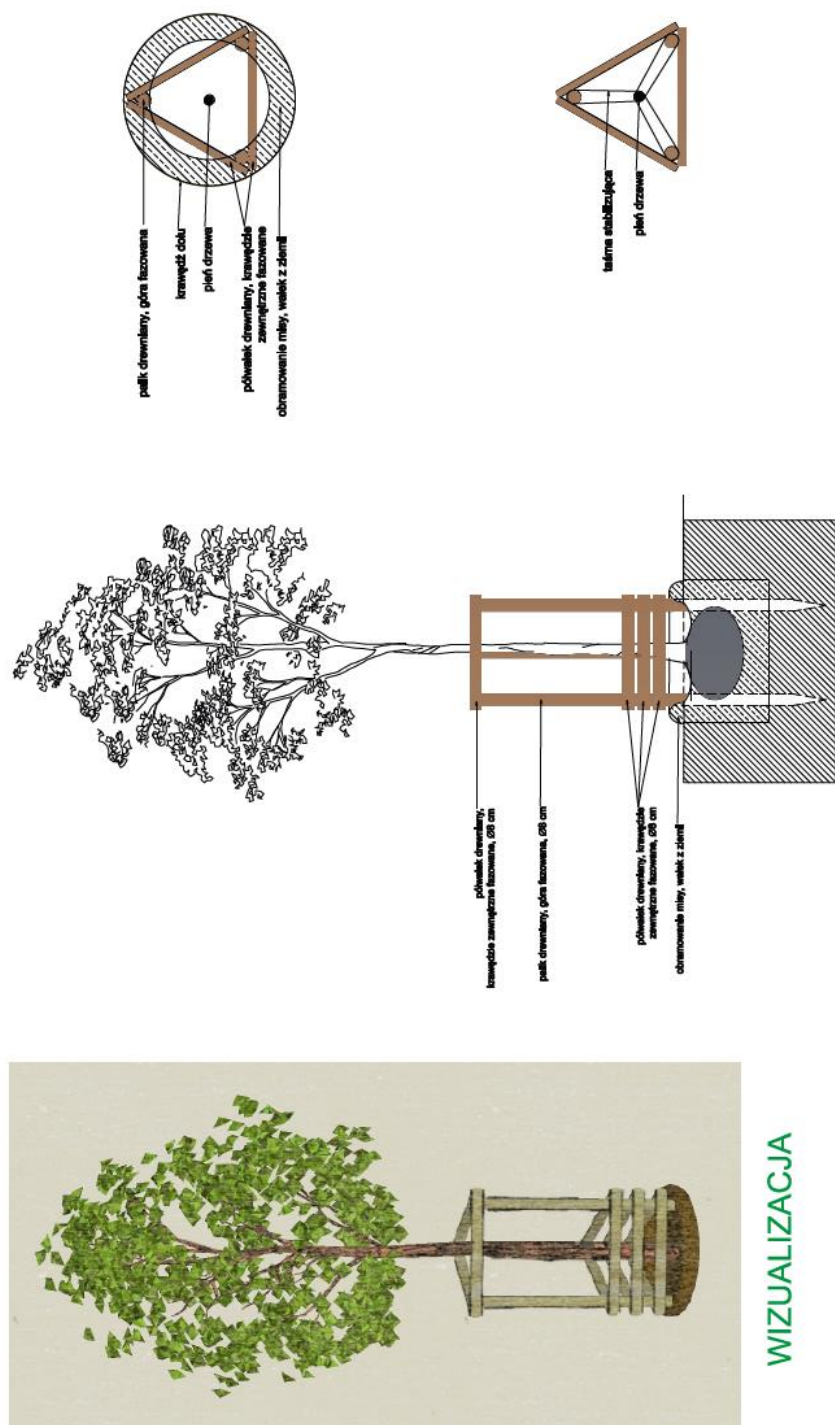 palik drewniany, góra fazowana
krawędź dołu
pień drzewa
półwałek drewniany, krawędzie
zewnętrzne fazowane
obramowanie misy, wałek z ziemi
taśma stabilizująca
pień drzewa
półwałek drewniany,
krawędzie zewnętrzne fazowane, Ø8 cm
palik drewniany, góra fazowana, Ø8 cm
półwałek drewniany, krawędzie
zewnętrzne fazowane, Ø8 cm
obramowanie misy, wałek z ziemi
WIZUALIZACJA